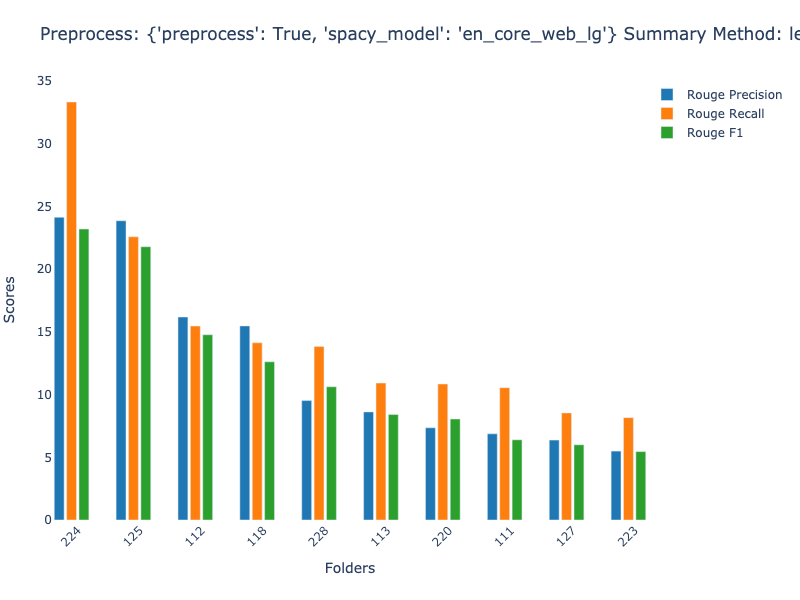 Preprocess: {'preprocess': True, 'spacy_model': 'en_core_web_lg'} Summary Method: le
35
30
25
20
15
10
5
0
Scores
Rouge Precision
Rouge Recall
Rouge F1
224 125 112 118 228 113 220 111 127 223
Folders